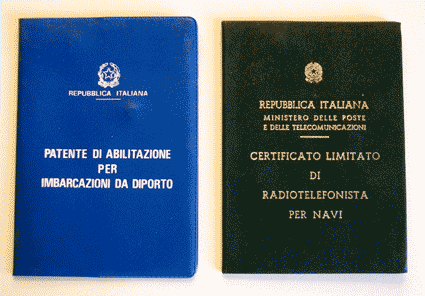 REPUBBLICA ITALIANA
PATENTE DI ABILITAZIONE
PER
IMBARCAZIONI DA DIPORTO
REPUBBLICA ITALIANA
MINISTERO DELLE POSTE
E DELLE TELECOMUNICAZIONI
CERTIFICATO LIMITATO
DI
RADIOTELEFONISTA
PER NAVI